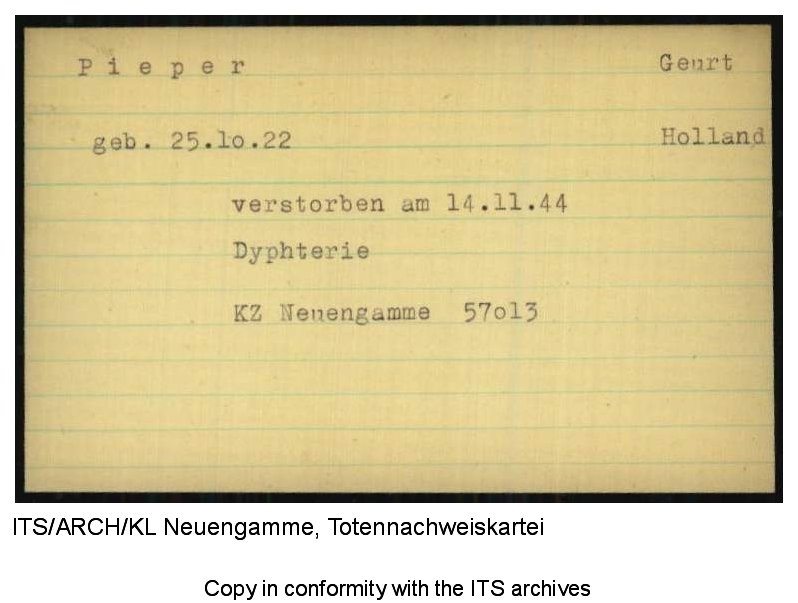 P i e p e r Geurt
geb. 25.lo.22 Holland
verstorben am 14.11.44
Dyphterie
KZ Neuengamme 57o13
ITS/ARCH/KL Neuengamme, Totennachweiskartei
Copy in conformity with the ITS archives